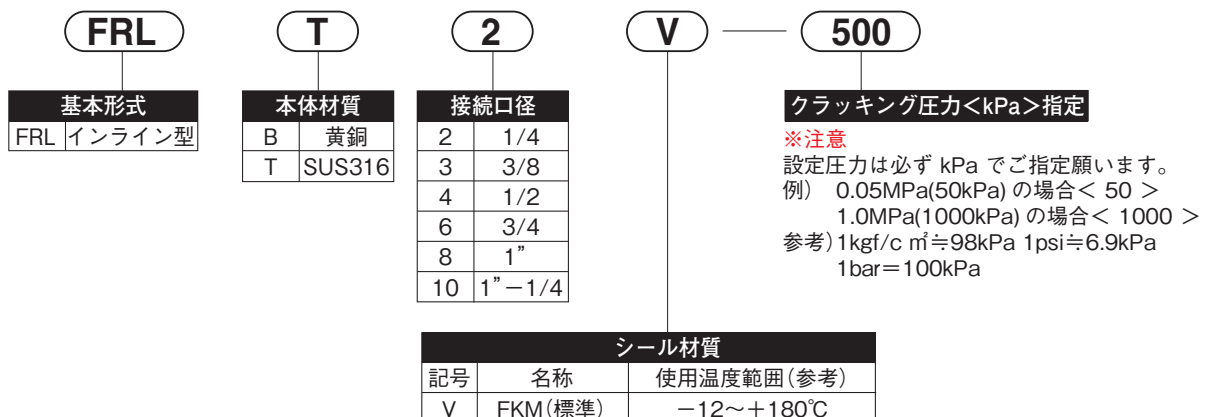 FRL T 2 V — 500
基本形式
FRL インライン型
本体材質
B 黄銅
T SUS316
接続口径
2 1/4
3 3/8
4 1/2
6 3/4
8 1”
10 1”−1/4
クラッキング圧力<kPa>指定
※注意
設定圧力は必ず kPa でご指定願います。
例) 0.05MPa(50kPa) の場合< 50 >
1.0MPa(1000kPa) の場合< 1000 >
参考)1kgf/c ㎡≒98kPa 1psi≒6.9kPa
1bar=100kPa
シール材質
記号 名称 使用温度範囲(参考)
V FKM(標準) −12〜+180℃